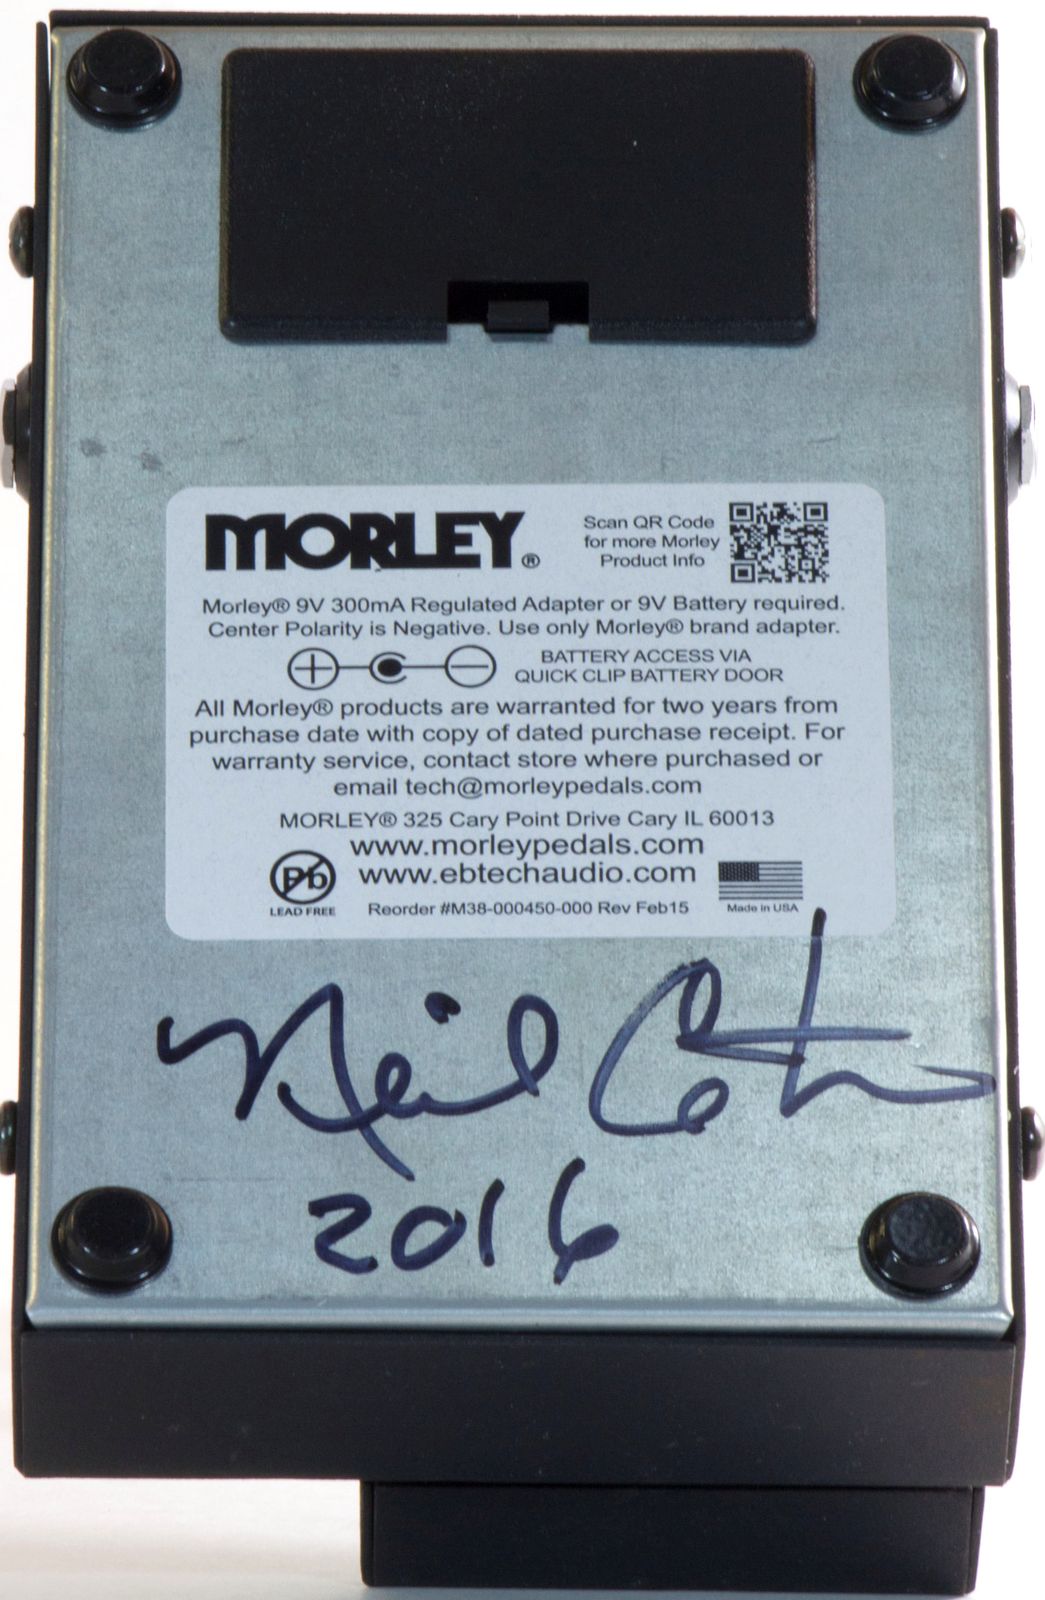 MORLEY®
Scan QR Code
for more Morley
Product Info
Morley® 9V 300mA Regulated Adapter or 9V Battery required.
Center Polarity is Negative. Use only Morley® brand adapter.
BATTERY ACCESS VIA
QUICK CLIP BATTERY DOOR
All Morley® products are warranted for two years from
purchase date with copy of dated purchase receipt. For
warranty service, contact store where purchased or
email tech@morleypedals.com
MORLEY® 325 Cary Point Drive Cary IL 60013
www.morleypedals.com
www.ebtechaudio.com
Pb
LEAD FREE
Reorder #M38-000450-000 Rev Feb15
Made in USA
Neil
2016